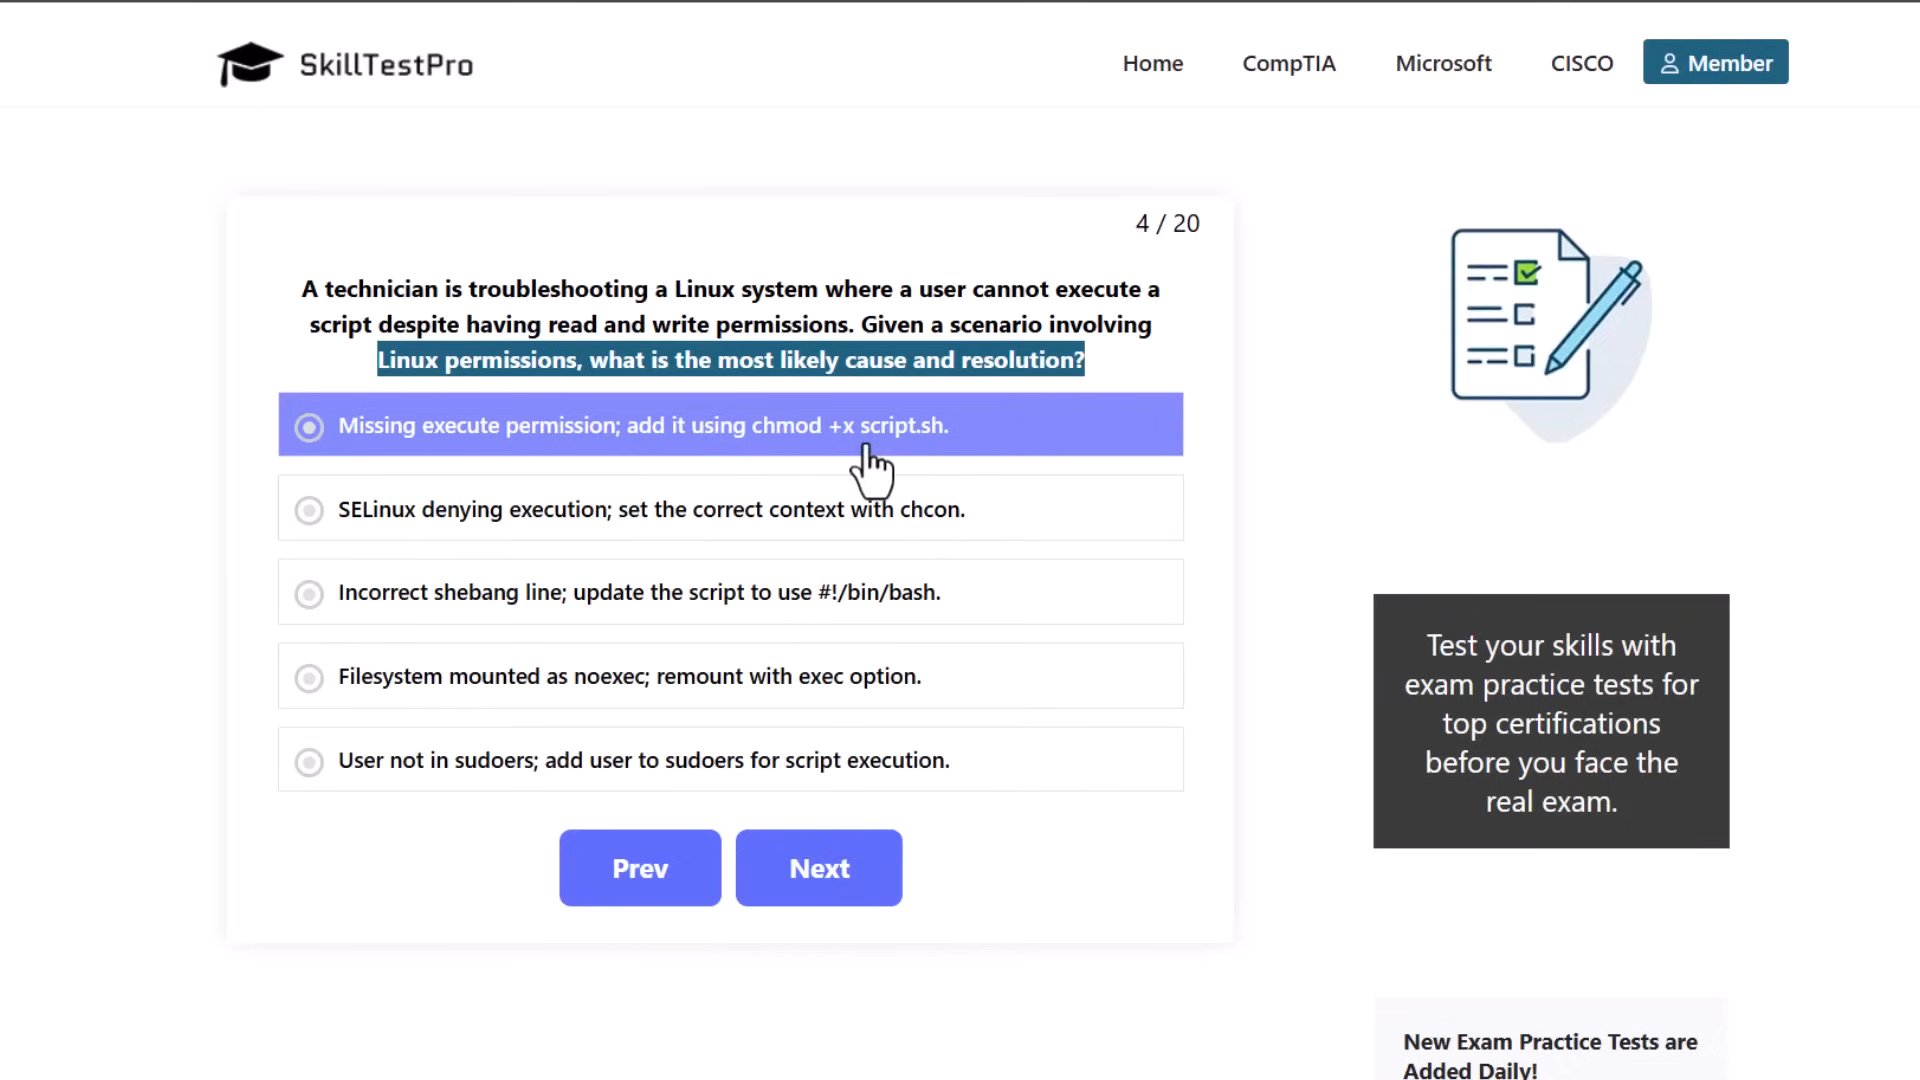 SkillTestPro
Home
CompTIA
Microsoft
CISCO
Member
4 / 20
A technician is troubleshooting a Linux system where a user cannot execute a
script despite having read and write permissions. Given a scenario involving
Linux permissions, what is the most likely cause and resolution?
Missing execute permission; add it using chmod +x script.sh.
SELinux denying execution; set the correct context with chcon.
Incorrect shebang line; update the script to use #!/bin/bash.
Filesystem mounted as noexec; remount with exec option.
User not in sudoers; add user to sudoers for script execution.
Prev
Next
Test your skills with
exam practice tests for
top certifications
before you face the
real exam.
New Exam Practice Tests are
Added Daily!